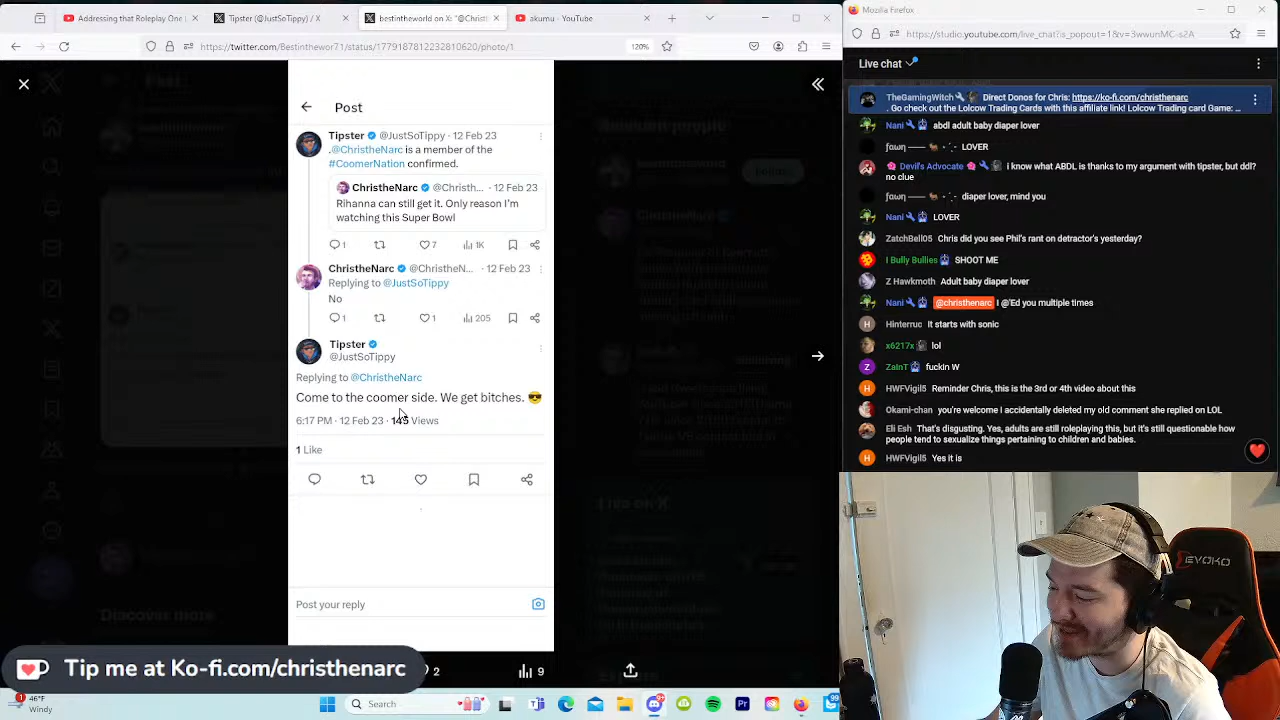 Addressing that Roleplay One
Tipster (@JustSoTippy) / X
bestintheworld on X: "@Christ
akumu - YouTube
https://twitter.com/Bestinthewor71/status/1779187812232810620/photo/1
120%
Post
Tipster @JustSoTippy · 12 Feb 23
.@ChristheNarc is a member of the
#CoomerNation confirmed.
ChristheNarc @Christh... · 12 Feb 23
Rihanna can still get it. Only reason I'm
watching this Super Bowl
1 7 1K
ChristheNarc @ChristheN... · 12 Feb 23
Replying to @JustSoTippy
No
1 1 205
Tipster
@JustSoTippy
Replying to @ChristheNarc
Come to the coomer side. We get bitches. 😎
6:17 PM · 12 Feb 23 · 145 Views
1 Like
Post your reply
Discover more
2 9
Tip me at Ko-fi.com/christhenarc
1
46°F
Windy
Search
99
Mozilla Firefox
https://studio.youtube.com/live_chat?is_popout=1&v=3wwunMC-s2A
Live chat
TheGamingWitch Direct Donos for Chris: https://ko-fi.com/christhenarc
. Go check out the Lolcow Trading cards with this affiliate link! Lolcow Trading card Game: ...
Nani abdl adult baby diaper lover
LOVER
Devil's Advocate i know what ABDL is thanks to my argument with tipster, but ddl?
no clue
diaper lover, mind you
Nani LOVER
ZatchBell05 Chris did you see Phil's rant on detractor's yesterday?
I Bully Bullies SHOOT ME
Z Hawkmoth Adult baby diaper lover
Nani @christhenarc I @'Ed you multiple times
Hinterruc It starts with sonic
x6217x lol
ZaInT fuckin W
HWFVigil5 Reminder Chris, this is the 3rd or 4th video about this
Okami-chan you're welcome I accidentally deleted my old comment she replied on LOL
Eli Esh That's disgusting. Yes, adults are still roleplaying this, but it's still questionable how
people tend to sexualize things pertaining to children and babies.
HWFVigil5 Yes it is
DEVOKO